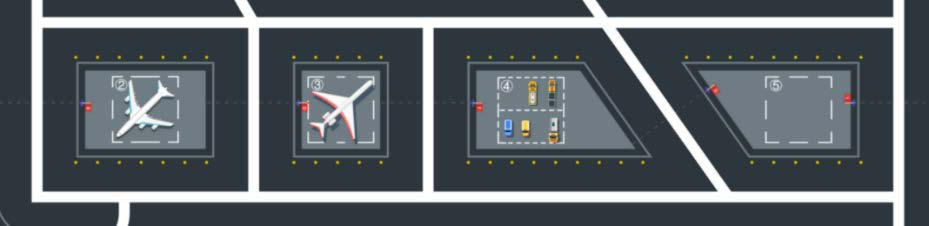 ②
③
④
⑤